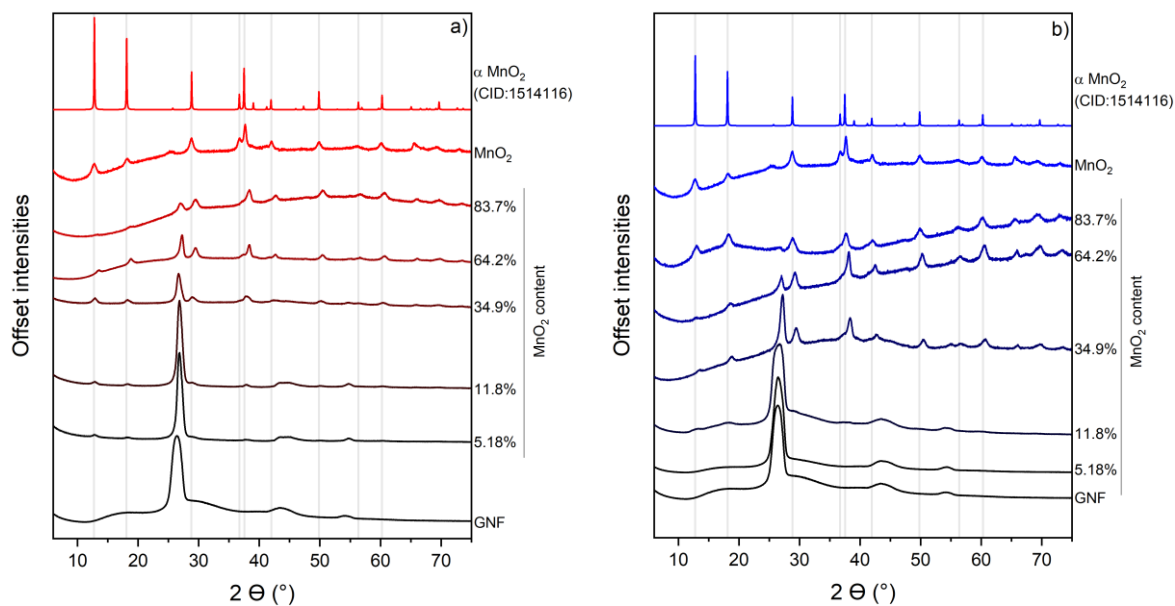 a)
α MnO₂
(CID:1514116)
MnO₂
83.7%
64.2%
34.9%
11.8%
5.18%
GNF
MnO₂ content
Offset intensities
10 20 30 40 50 60 70
2 Ө (°)
b)
α MnO₂
(CID:1514116)
MnO₂
83.7%
64.2%
34.9%
11.8%
5.18%
GNF
MnO₂ content
Offset intensities
10 20 30 40 50 60 70
2 Ө (°)